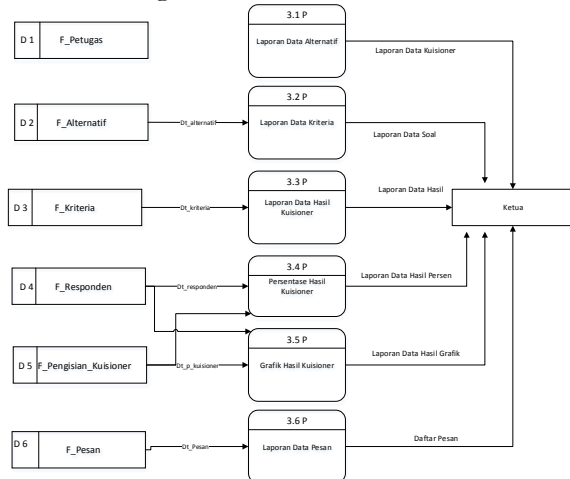 3.1 P
D 1 F_Petugas
Laporan Data Alternatif
Laporan Data Kuisioner
3.2 P
D 2 F_Alternatif
Dt_alternatif
Laporan Data Kriteria
Laporan Data Soal
3.3 P
D 3 F_Kriteria
Dt_kriteria
Laporan Data Hasil
Kuisioner
Laporan Data Hasil
Ketua
3.4 P
D 4 F_Responden
Dt_responden
Persentase Hasil
Kuisioner
Laporan Data Hasil Persen
3.5 P
D 5 F_Pengisian_Kuisioner
Dt_p_kuisioner
Grafik Hasil Kuisioner
Laporan Data Hasil Grafik
3.6 P
D 6 F_Pesan
Dt_Pesan
Laporan Data Pesan
Daftar Pesan